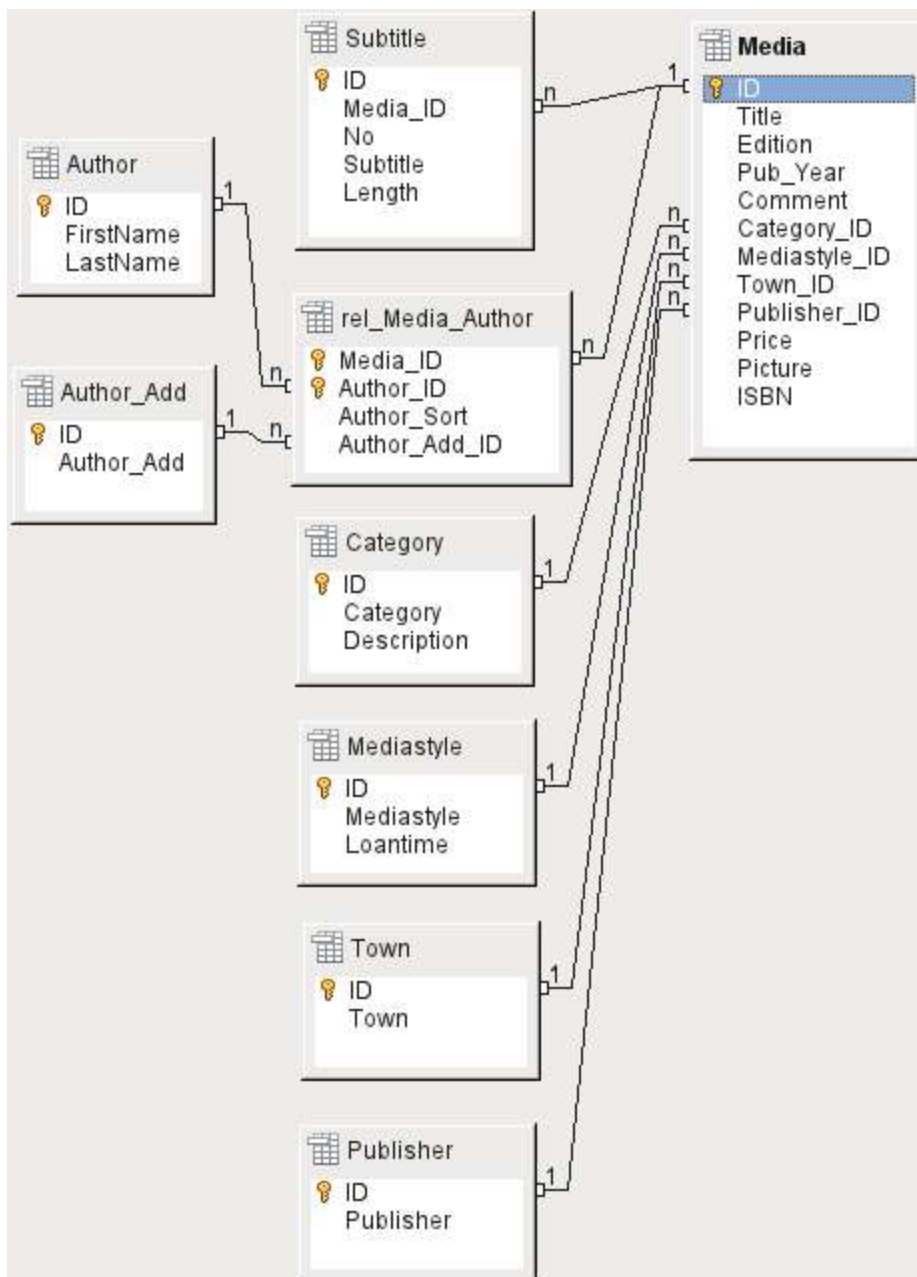 Subtitle
ID
Media_ID
No
Subtitle
Length
Media
ID
Title
Edition
Pub_Year
Comment
Category_ID
Mediastyle_ID
Town_ID
Publisher_ID
Price
Picture
ISBN
Author
ID
FirstName
LastName
rel_Media_Author
Media_ID
Author_ID
Author_Sort
Author_Add_ID
Author_Add
ID
Author_Add
Category
ID
Category
Description
Mediastyle
ID
Mediastyle
Loantime
Town
ID
Town
Publisher
ID
Publisher
n
1
1
n
n
1
n
n
n
n
n
1
1
1
1